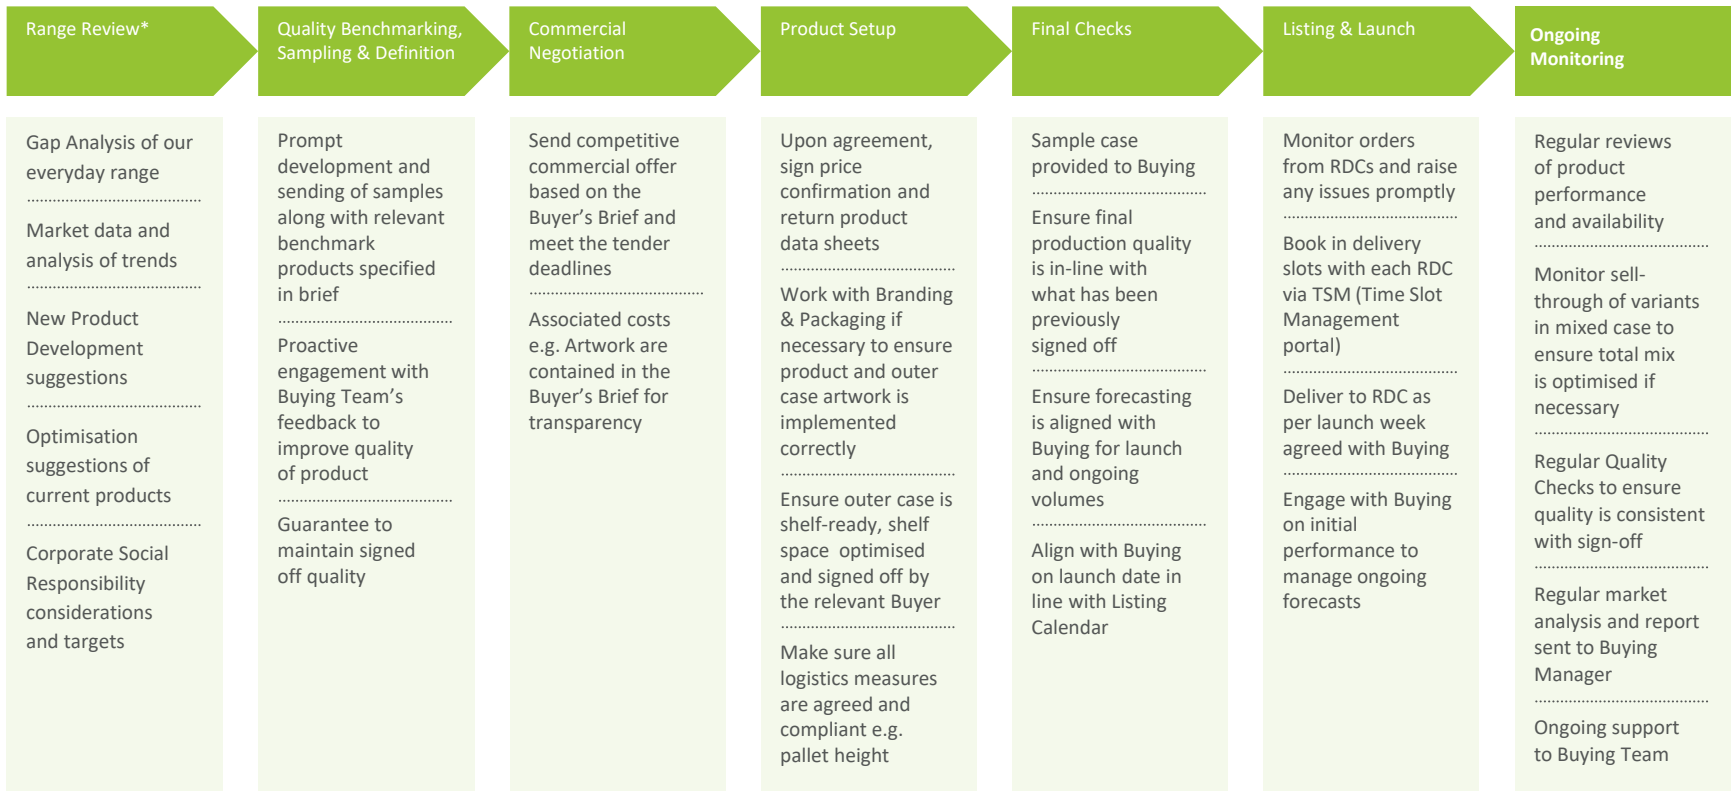 Range Review*
Quality Benchmarking,
Sampling & Definition
Commercial
Negotiation
Product Setup
Final Checks
Listing & Launch
Ongoing
Monitoring
Gap Analysis of our
everyday range
Market data and
analysis of trends
New Product
Development
suggestions
Optimisation
suggestions of
current products
Corporate Social
Responsibility
considerations
and targets
Prompt
development and
sending of samples
along with relevant
benchmark
products specified
in brief
Proactive
engagement with
Buying Team’s
feedback to
improve quality
of product
Guarantee to
maintain signed
off quality
Send competitive
commercial offer
based on the
Buyer’s Brief and
meet the tender
deadlines
Associated costs
e.g. Artwork are
contained in the
Buyer’s Brief for
transparency
Upon agreement,
sign price
confirmation and
return product
data sheets
Work with Branding
& Packaging if
necessary to ensure
product and outer
case artwork is
implemented
correctly
Ensure outer case is
shelf-ready, shelf
space optimised
and signed off by
the relevant Buyer
Make sure all
logistics measures
are agreed and
compliant e.g.
pallet height
Sample case
provided to Buying
Ensure final
production quality
is in-line with
what has been
previously
signed off
Ensure forecasting
is aligned with
Buying for launch
and ongoing
volumes
Align with Buying
on launch date in
line with Listing
Calendar
Monitor orders
from RDCs and raise
any issues promptly
Book in delivery
slots with each RDC
via TSM (Time Slot
Management
portal)
Deliver to RDC as
per launch week
agreed with Buying
Engage with Buying
on initial
performance to
manage ongoing
forecasts
Regular reviews
of product
performance
and availability
Monitor sell-
through of variants
in mixed case to
ensure total mix
is optimised if
necessary
Regular Quality
Checks to ensure
quality is consistent
with sign-off
Regular market
analysis and report
sent to Buying
Manager
Ongoing support
to Buying Team